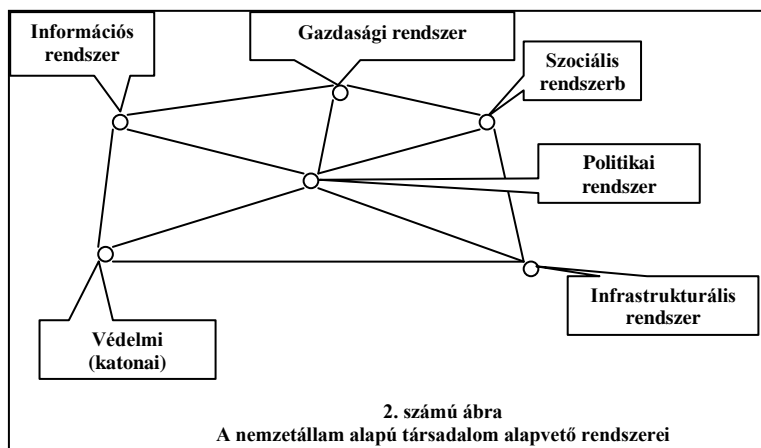 Információs
rendszer
Gazdasági rendszer
Szociális
rendszerb
Politikai
rendszer
Infrastrukturális
rendszer
Védelmi
(katonai)
2. számú ábra
A nemzetállam alapú társadalom alapvető rendszerei